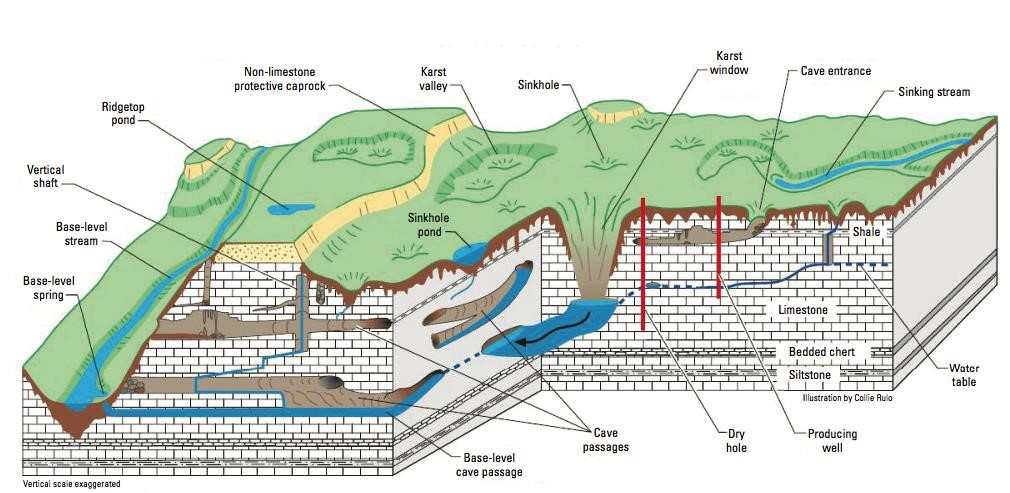 Karst
window
Non-limestone
protective caprock
Karst
valley
Sinkhole
Cave entrance
Sinking stream
Ridgetop
pond
Vertical
shaft
Base-level
stream
Sinkhole
pond
Shale
Base-level
spring
Limestone
Bedded chert
Siltstone
Water
table
Illustration by Collie Rulo
Cave
passages
Dry
hole
Producing
well
Base-level
cave passage
Vertical scale exaggerated